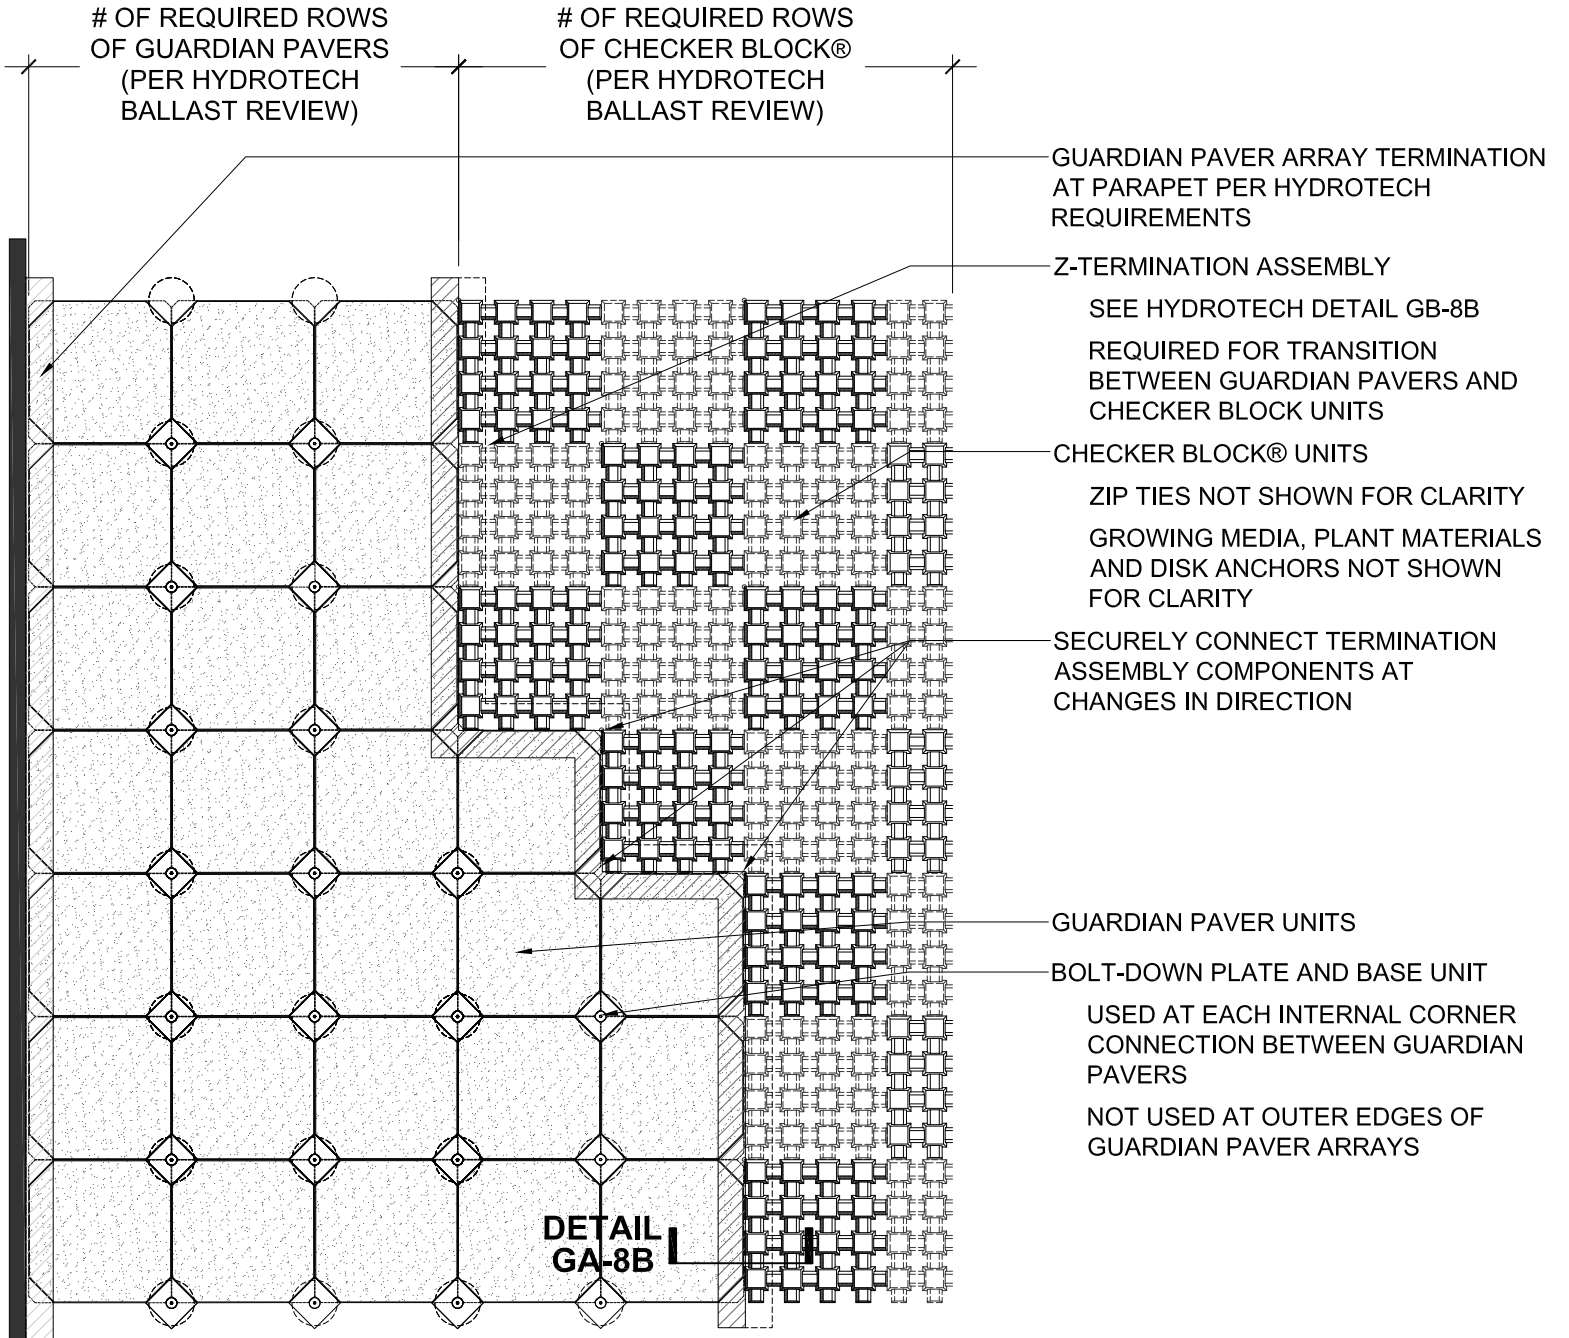 # OF REQUIRED ROWS
OF GUARDIAN PAVERS
(PER HYDROTECH
BALLAST REVIEW)
# OF REQUIRED ROWS
OF CHECKER BLOCK®
(PER HYDROTECH
BALLAST REVIEW)
GUARDIAN PAVER ARRAY TERMINATION
AT PARAPET PER HYDROTECH
REQUIREMENTS
Z-TERMINATION ASSEMBLY
SEE HYDROTECH DETAIL GB-8B
REQUIRED FOR TRANSITION
BETWEEN GUARDIAN PAVERS AND
CHECKER BLOCK UNITS
CHECKER BLOCK® UNITS
ZIP TIES NOT SHOWN FOR CLARITY
GROWING MEDIA, PLANT MATERIALS
AND DISK ANCHORS NOT SHOWN
FOR CLARITY
SECURELY CONNECT TERMINATION
ASSEMBLY COMPONENTS AT
CHANGES IN DIRECTION
GUARDIAN PAVER UNITS
BOLT-DOWN PLATE AND BASE UNIT
USED AT EACH INTERNAL CORNER
CONNECTION BETWEEN GUARDIAN
PAVERS
NOT USED AT OUTER EDGES OF
GUARDIAN PAVER ARRAYS
DETAIL
GA-8B